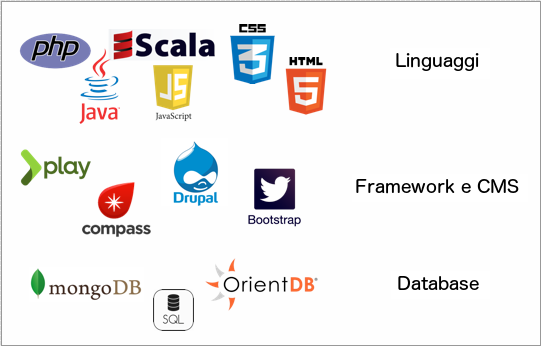 php
Scala
CSS
3
Linguaggi
HTML
5
Java
JS
JavaScript
play
Drupal
compass
Bootstrap
Framework e CMS
mongoDB
OrientDB®
Database
SQL